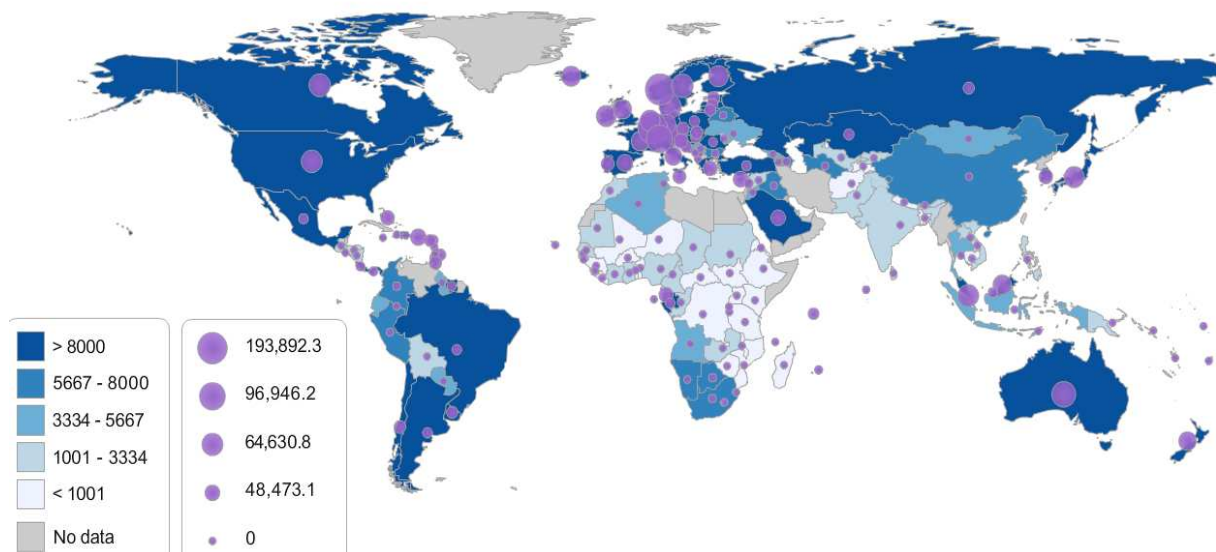 > 8000
5667 - 8000
3334 - 5667
1001 - 3334
< 1001
No data
193,892.3
96,946.2
64,630.8
48,473.1
0